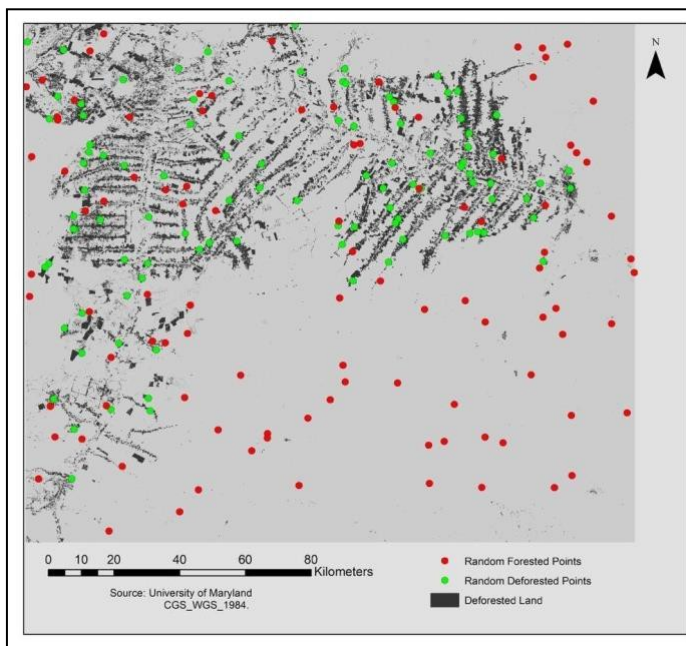 N
0 10 20 40 60 80
Kilometers
Source: University of Maryland
CGS_WGS_1984.
Random Forested Points
Random Deforested Points
Deforested Land